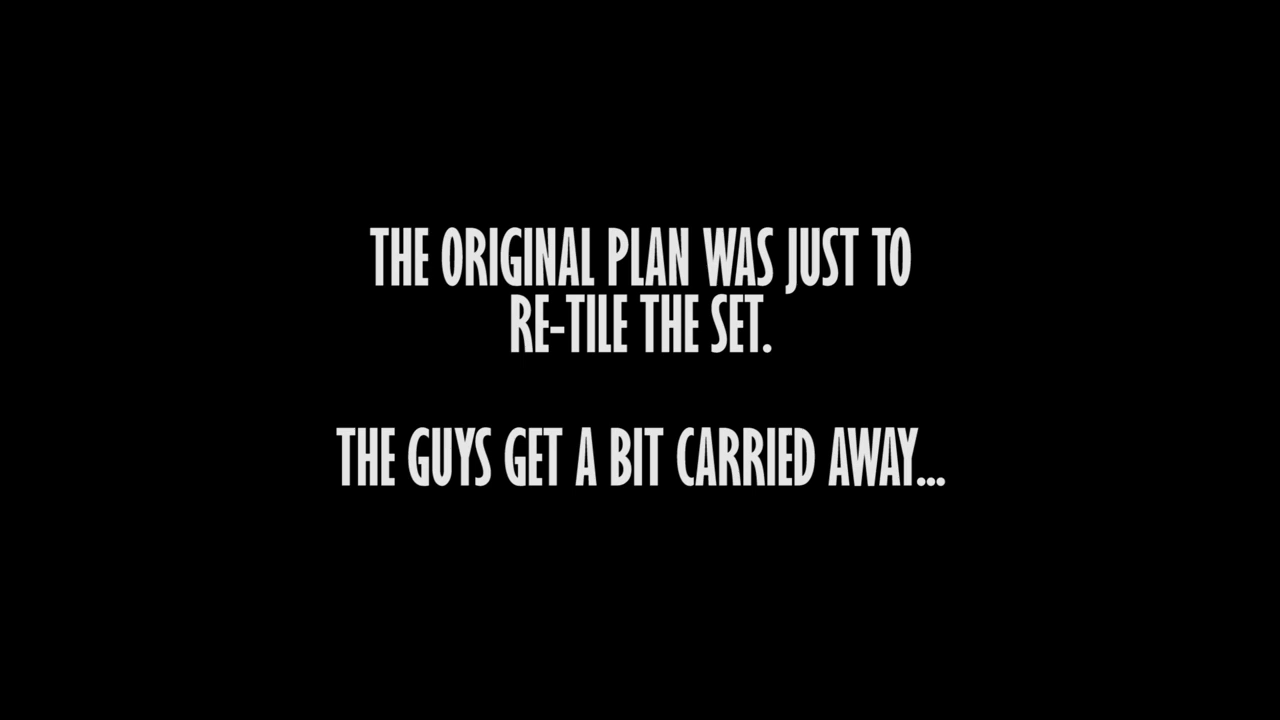 THE ORIGINAL PLAN WAS JUST TO
RE-TILE THE SET.
THE GUYS GET A BIT CARRIED AWAY...